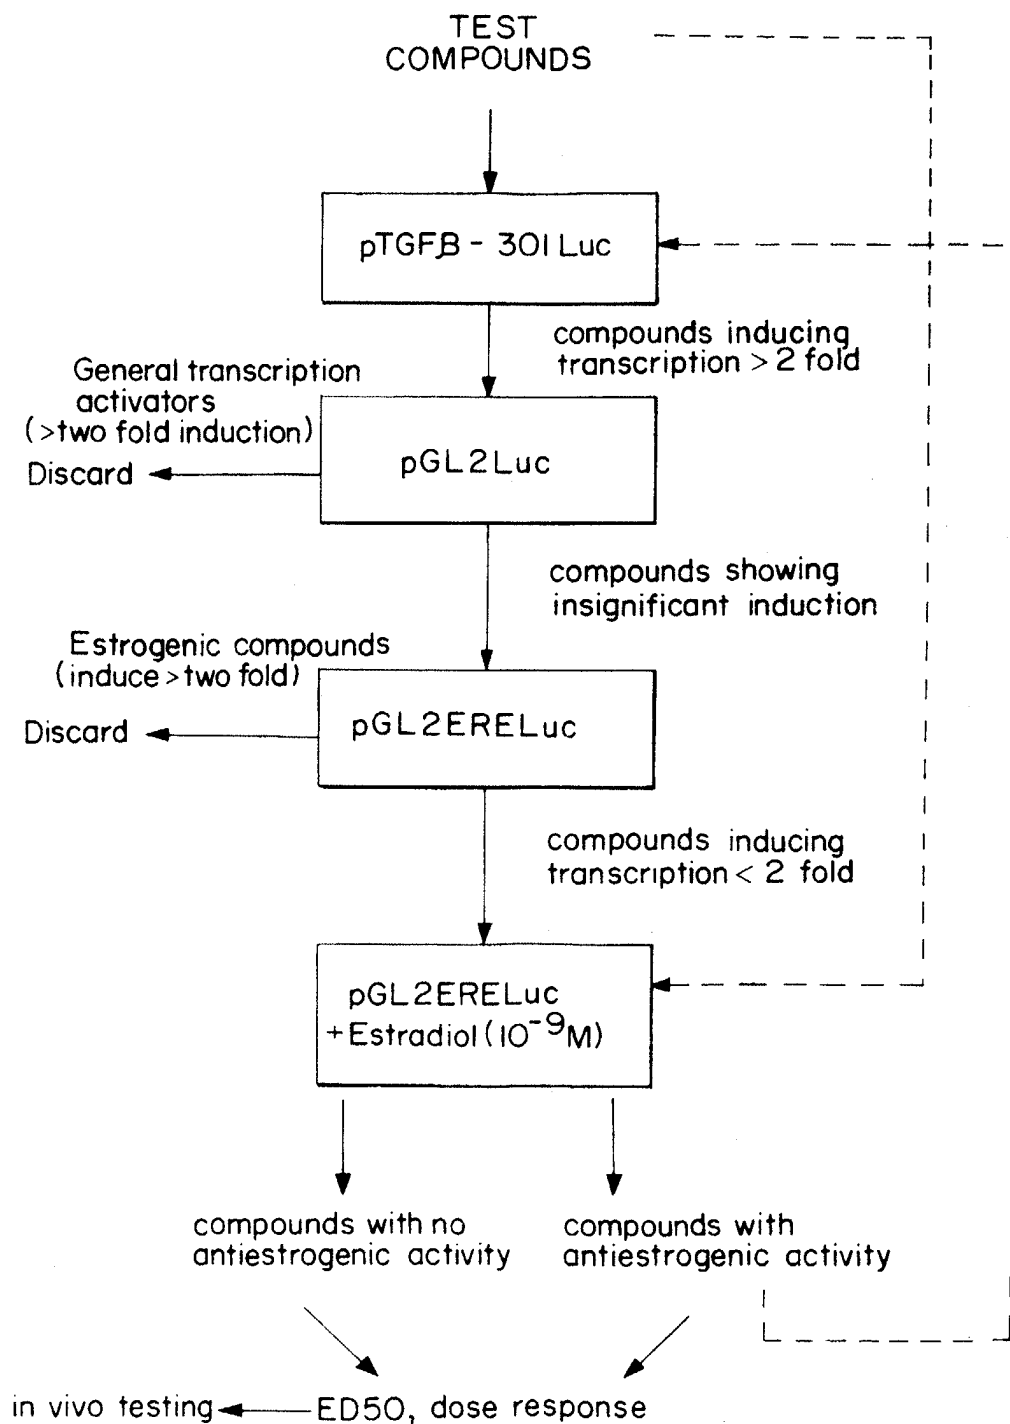 TEST
COMPOUNDS
pTGFβ - 301 Luc
compounds inducing
transcription > 2 fold
General transcription
activators
(>two fold induction)
Discard
pGL2Luc
compounds showing
insignificant induction
Estrogenic compounds
(induce >two fold)
Discard
pGL2ERELuc
compounds inducing
transcription < 2 fold
pGL2ERELuc
+Estradiol (10⁻⁹M)
compounds with no
antiestrogenic activity
compounds with
antiestrogenic activity
in vivo testing
ED50, dose response